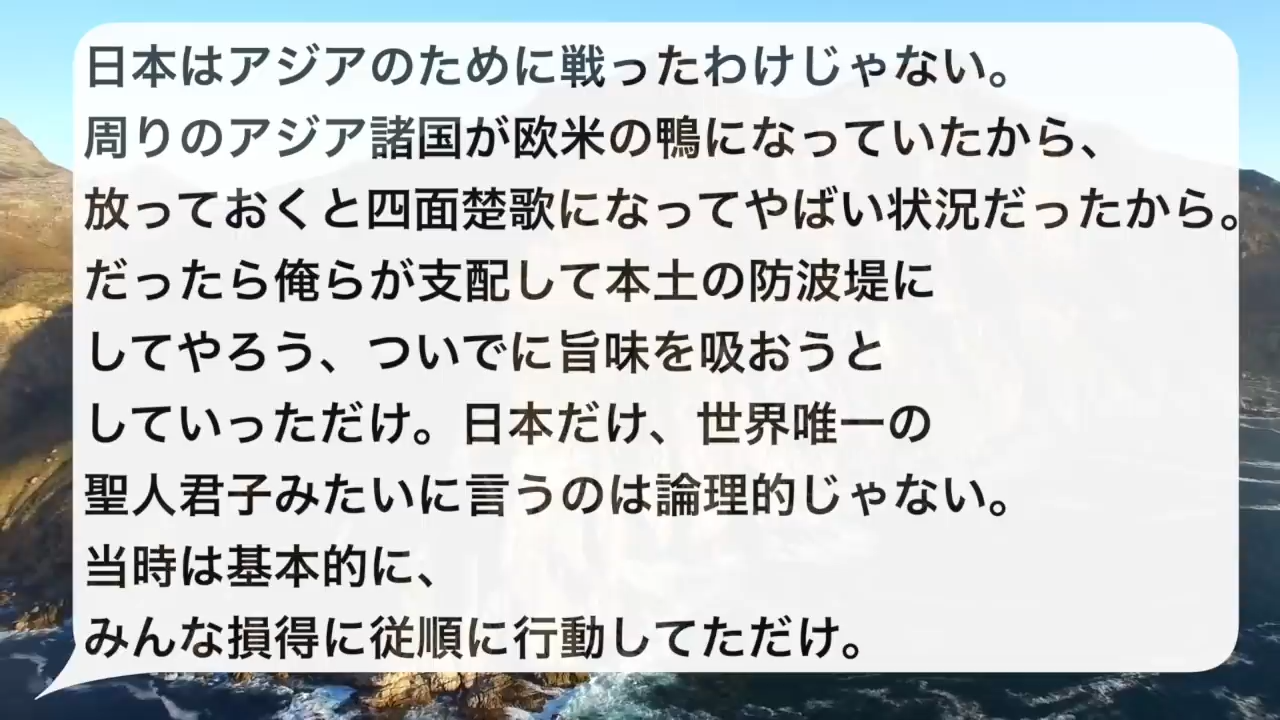 日本はアジアのために戦ったわけじゃない。
周りのアジア諸国が欧米の鴨になっていたから、
放っておくと四面楚歌になってやばい状況だったから。
だったら俺らが支配して本土の防波堤に
してやろう、ついでに旨味を吸おうと
していっただけ。日本だけ、世界唯一の
聖人君子みたいに言うのは論理的じゃない。
当時は基本的に、
みんな損得に従順に行動してただけ。